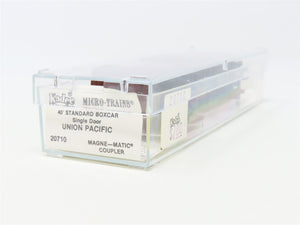 Kadee MICRO-TRAINS®
40' STANDARD BOXCAR
Single Door
UNION PACIFIC
20710 MAGNE-MATIC®
COUPLER